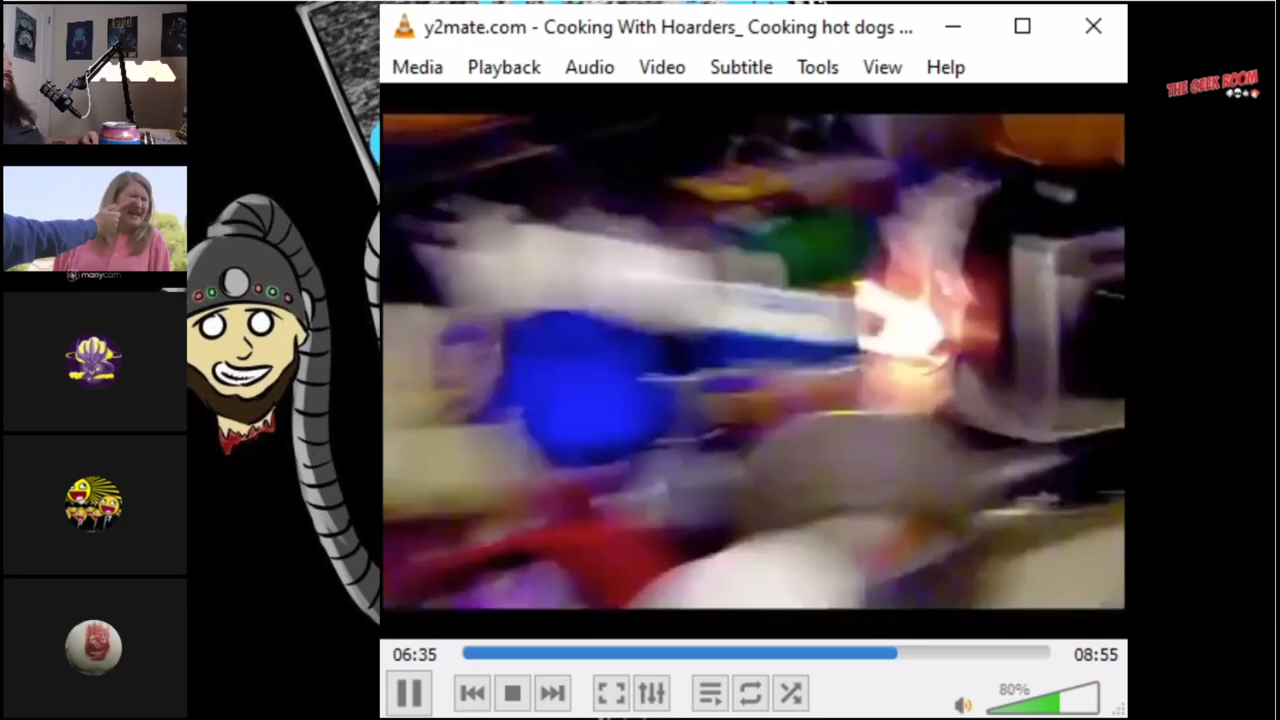 y2mate.com - Cooking With Hoarders_ Cooking hot dogs ...
Media Playback Audio Video Subtitle Tools View Help
THE GEEK ROOM
manycam
06:35
08:55
80%